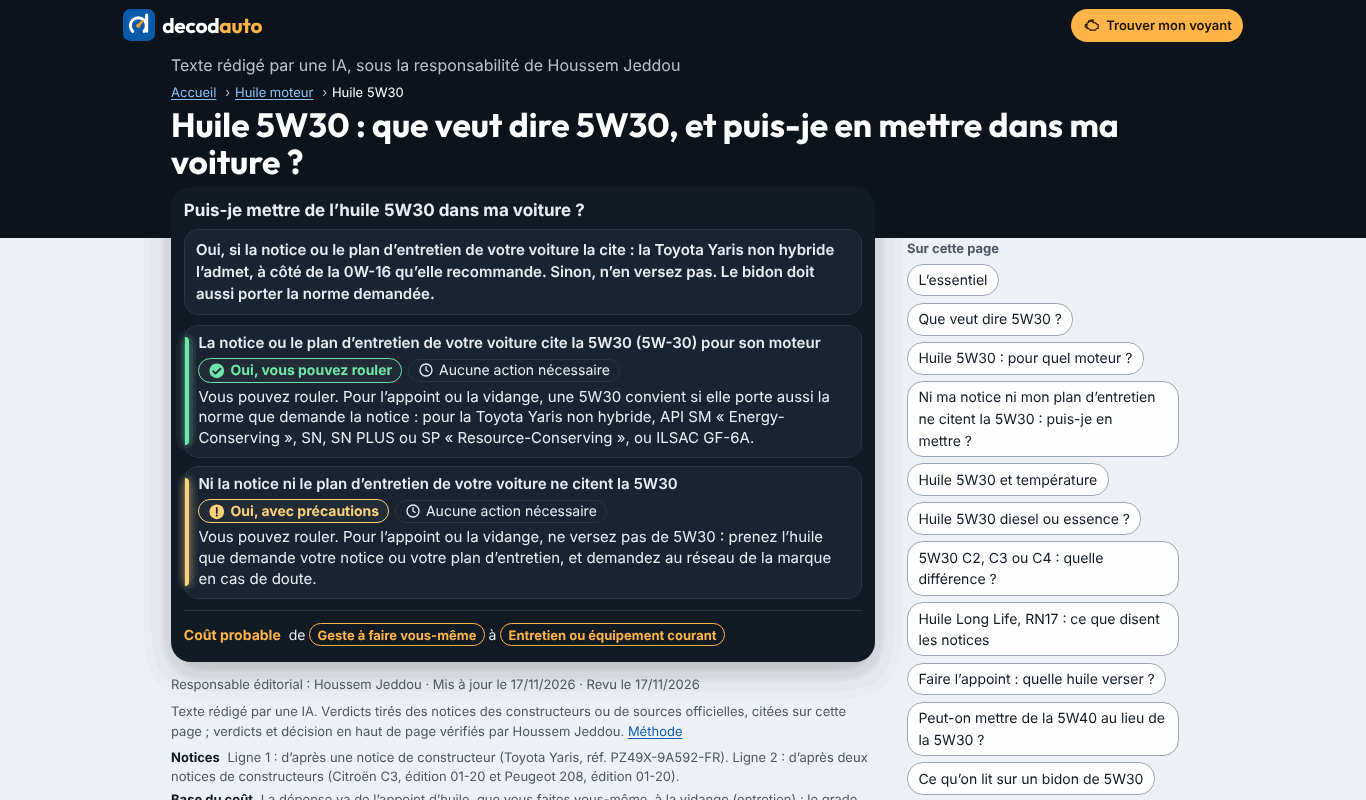 decodauto
Trouver mon voyant
Texte rédigé par une IA, sous la responsabilité de Houssem Jeddou
Accueil › Huile moteur › Huile 5W30
Huile 5W30 : que veut dire 5W30, et puis-je en mettre dans ma
voiture ?
Puis-je mettre de l’huile 5W30 dans ma voiture ?
Oui, si la notice ou le plan d’entretien de votre voiture la cite : la Toyota Yaris non hybride
l’admet, à côté de la 0W-16 qu’elle recommande. Sinon, n’en versez pas. Le bidon doit
aussi porter la norme demandée.
La notice ou le plan d’entretien de votre voiture cite la 5W30 (5W-30) pour son moteur
Oui, vous pouvez rouler Aucune action nécessaire
Vous pouvez rouler. Pour l’appoint ou la vidange, une 5W30 convient si elle porte aussi la
norme que demande la notice : pour la Toyota Yaris non hybride, API SM « Energy-
Conserving », SN, SN PLUS ou SP « Resource-Conserving », ou ILSAC GF-6A.
Ni la notice ni le plan d’entretien de votre voiture ne citent la 5W30
Oui, avec précautions Aucune action nécessaire
Vous pouvez rouler. Pour l’appoint ou la vidange, ne versez pas de 5W30 : prenez l’huile
que demande votre notice ou votre plan d’entretien, et demandez au réseau de la marque
en cas de doute.
Coût probable de Geste à faire vous-même à Entretien ou équipement courant
Responsable éditorial : Houssem Jeddou · Mis à jour le 17/11/2026 · Revu le 17/11/2026
Texte rédigé par une IA. Verdicts tirés des notices des constructeurs ou de sources officielles, citées sur cette
page ; verdicts et décision en haut de page vérifiés par Houssem Jeddou. Méthode
Notices Ligne 1 : d’après une notice de constructeur (Toyota Yaris, réf. PZ49X-9A592-FR). Ligne 2 : d’après deux
notices de constructeurs (Citroën C3, édition 01-20 et Peugeot 208, édition 01-20).
Base du coût La dépense va de l’appoint d’huile, que vous faites vous-même, à la vidange (entretien) : le grade
Sur cette page
L’essentiel
Que veut dire 5W30 ?
Huile 5W30 : pour quel moteur ?
Ni ma notice ni mon plan d’entretien
ne citent la 5W30 : puis-je en
mettre ?
Huile 5W30 et température
Huile 5W30 diesel ou essence ?
5W30 C2, C3 ou C4 : quelle
différence ?
Huile Long Life, RN17 : ce que disent
les notices
Faire l’appoint : quelle huile verser ?
Peut-on mettre de la 5W40 au lieu de
la 5W30 ?
Ce qu’on lit sur un bidon de 5W30